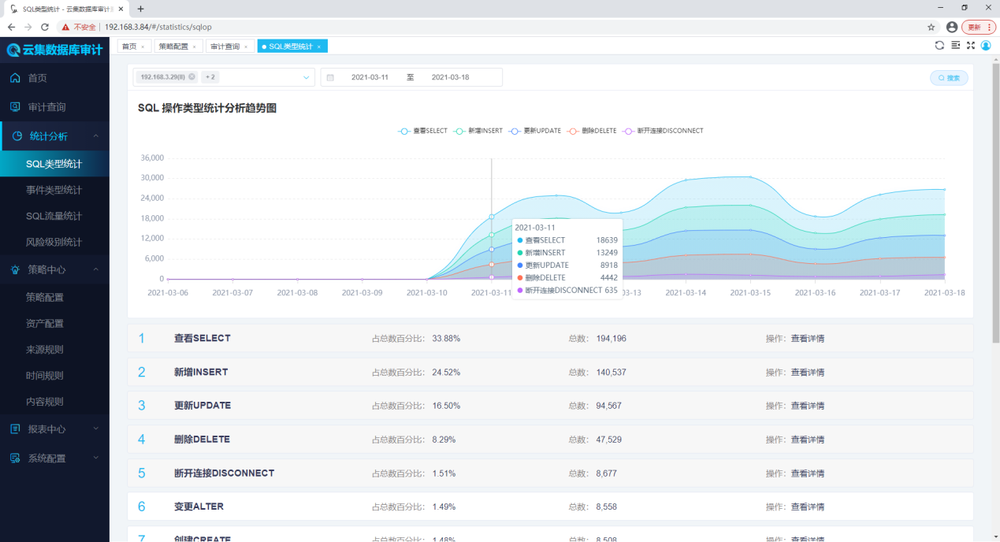 SQL类型统计 - 云集数据库审计
不安全 192.168.3.84/#/statistics/sqlop 更新
云集数据库审计
首页 策略配置 审计查询 SQL类型统计
首页
审计查询
统计分析
SQL类型统计
事件类型统计
SQL流量统计
风险级别统计
策略中心
策略配置
资产配置
来源规则
时间规则
内容规则
报表中心
系统配置
192.168.3.29(II) + 2 2021-03-11 至 2021-03-18 搜索
SQL 操作类型统计分析趋势图
查看SELECT 新增INSERT 更新UPDATE 删除DELETE 断开连接DISCONNECT
36,000
30,000
24,000
18,000
12,000
6,000
0
2021-03-11
查看SELECT 18639
新增INSERT 13249
更新UPDATE 8918
删除DELETE 4442
断开连接DISCONNECT 635
2021-03-06 2021-03-07 2021-03-08 2021-03-09 2021-03-10 2021-03-11 03-13 2021-03-14 2021-03-15 2021-03-16 2021-03-17 2021-03-18
1 查看SELECT 占总数百分比: 33.88% 总数: 194,196 操作: 查看详情
2 新增INSERT 占总数百分比: 24.52% 总数: 140,537 操作: 查看详情
3 更新UPDATE 占总数百分比: 16.50% 总数: 94,567 操作: 查看详情
4 删除DELETE 占总数百分比: 8.29% 总数: 47,529 操作: 查看详情
5 断开连接DISCONNECT 占总数百分比: 1.51% 总数: 8,677 操作: 查看详情
6 变更ALTER 占总数百分比: 1.49% 总数: 8,558 操作: 查看详情
7 创建CREATE 占总数百分比: 1.48% 总数: 8,508 操作: 查看详情